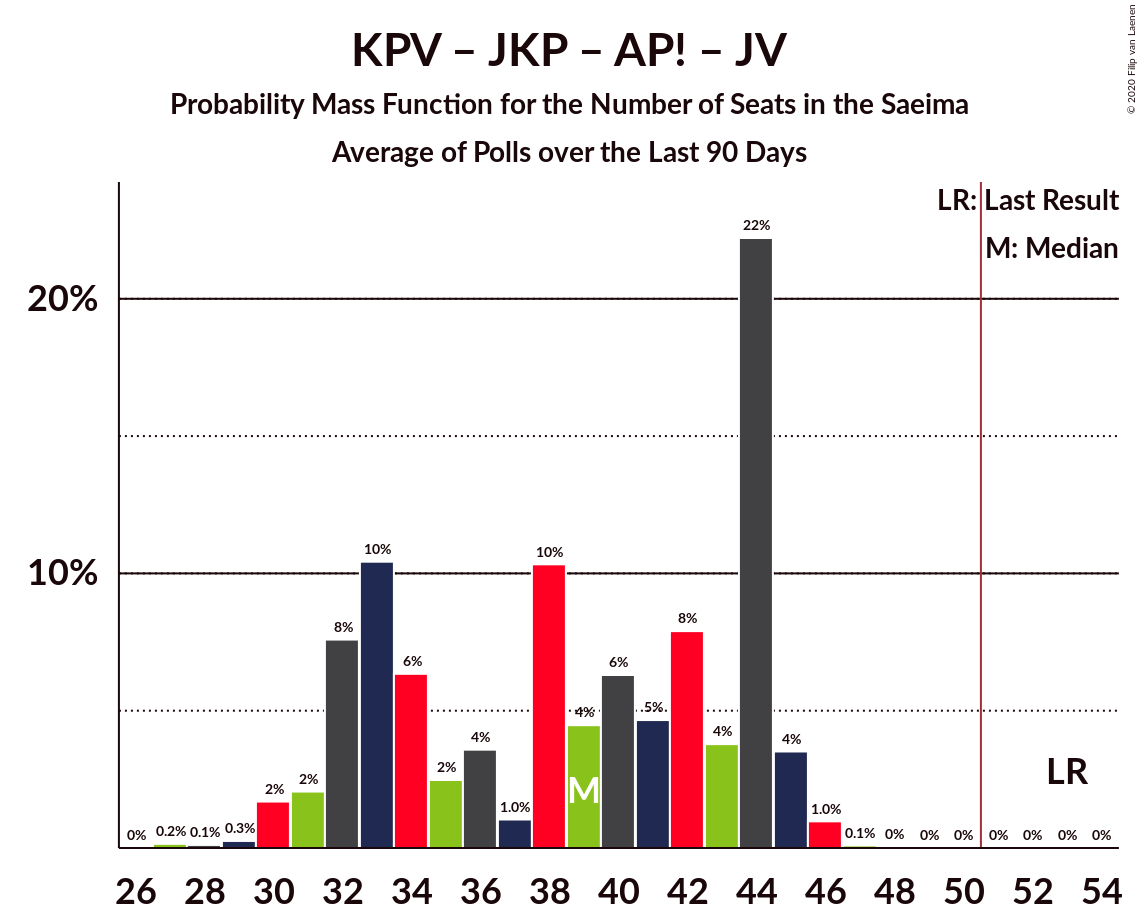 KPV – JKP – AP! – JV
Probability Mass Function for the Number of Seats in the Saeima
Average of Polls over the Last 90 Days
© 2020 Filip van Laenen
LR: Last Result
M: Median
20%
10%
0% 0.2% 0.1% 0.3% 2% 2% 8% 10% 6% 2% 4% 1.0% 10% 4% 6% 5% 8% 4% 22% 4% 1.0% 0.1% 0% 0% 0% 0% 0% 0% 0%
M
LR
26 28 30 32 34 36 38 40 42 44 46 48 50 52 54